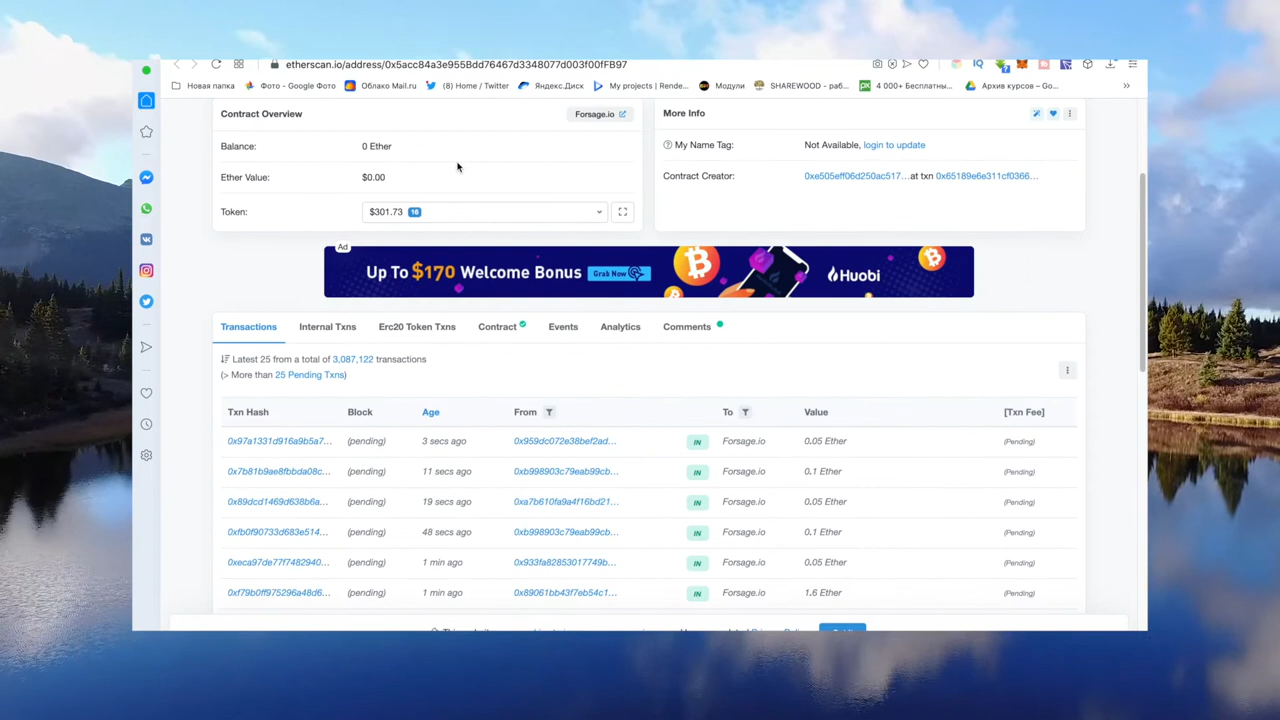 etherscan.io/address/0x5acc84a3e955Bdd76467d3348077d003f00fFB97
Новая папка Фото - Google Фото Облако Mail.ru (8) Home / Twitter Яндекс.Диск My projects | Rende... Модули SHAREWOOD - раб... 4 000+ Бесплатны... Архив курсов – Go...
Contract Overview Forsage.io More Info
Balance: 0 Ether My Name Tag: Not Available, login to update
Ether Value: $0.00 Contract Creator: 0xe505eff06d250ac517... at txn 0x65189e6e311cf0366...
Token: $301.73 16
Ad
Up To $170 Welcome Bonus Grab Now Huobi
Transactions Internal Txns Erc20 Token Txns Contract Events Analytics Comments
Latest 25 from a total of 3,087,122 transactions
(> More than 25 Pending Txns)
Txn Hash Block Age From To Value [Txn Fee]
0x97a1331d916a9b5a7... (pending) 3 secs ago 0x959dc072e38bef2ad... IN Forsage.io 0.05 Ether (Pending)
0x7b81b9ae8fbbda08c... (pending) 11 secs ago 0xb998903c79eab99cb... IN Forsage.io 0.1 Ether (Pending)
0x89dcd1469d638b6a... (pending) 19 secs ago 0xa7b610fa9a4f16bd21... IN Forsage.io 0.05 Ether (Pending)
0xfb0f90733d683e514... (pending) 48 secs ago 0xb998903c79eab99cb... IN Forsage.io 0.1 Ether (Pending)
0xeca97de77f7482940... (pending) 1 min ago 0x933fa82853017749b... IN Forsage.io 0.05 Ether (Pending)
0xf79b0ff975296a48d6... (pending) 1 min ago 0x89061bb43f7eb54c1... IN Forsage.io 1.6 Ether (Pending)